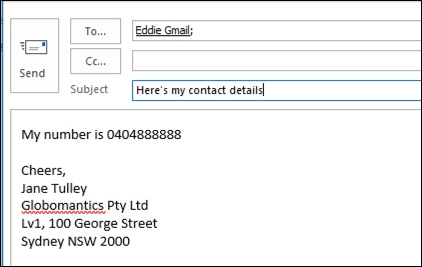 To...
Eddie Gmail;
Cc...
Send
Subject
Here's my contact details
My number is 0404888888
Cheers,
Jane Tulley
Globomantics Pty Ltd
Lv1, 100 George Street
Sydney NSW 2000